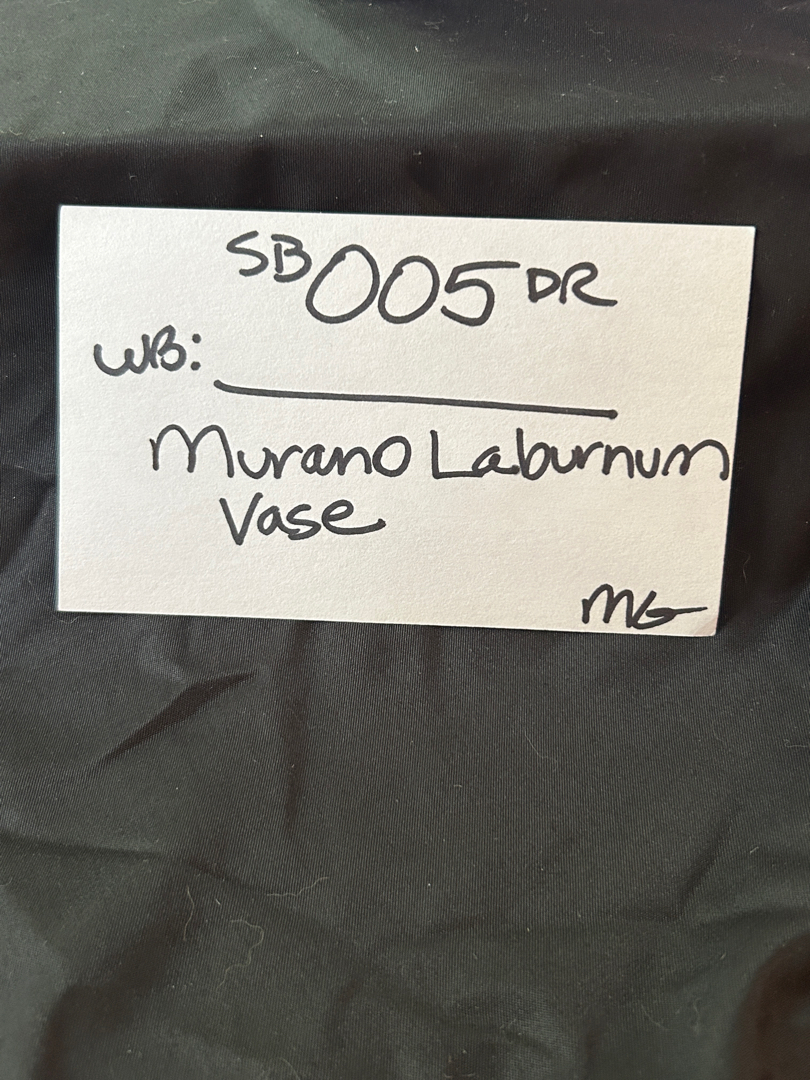 SB005DR
WB:
Murano Laburnum
Vase
MG